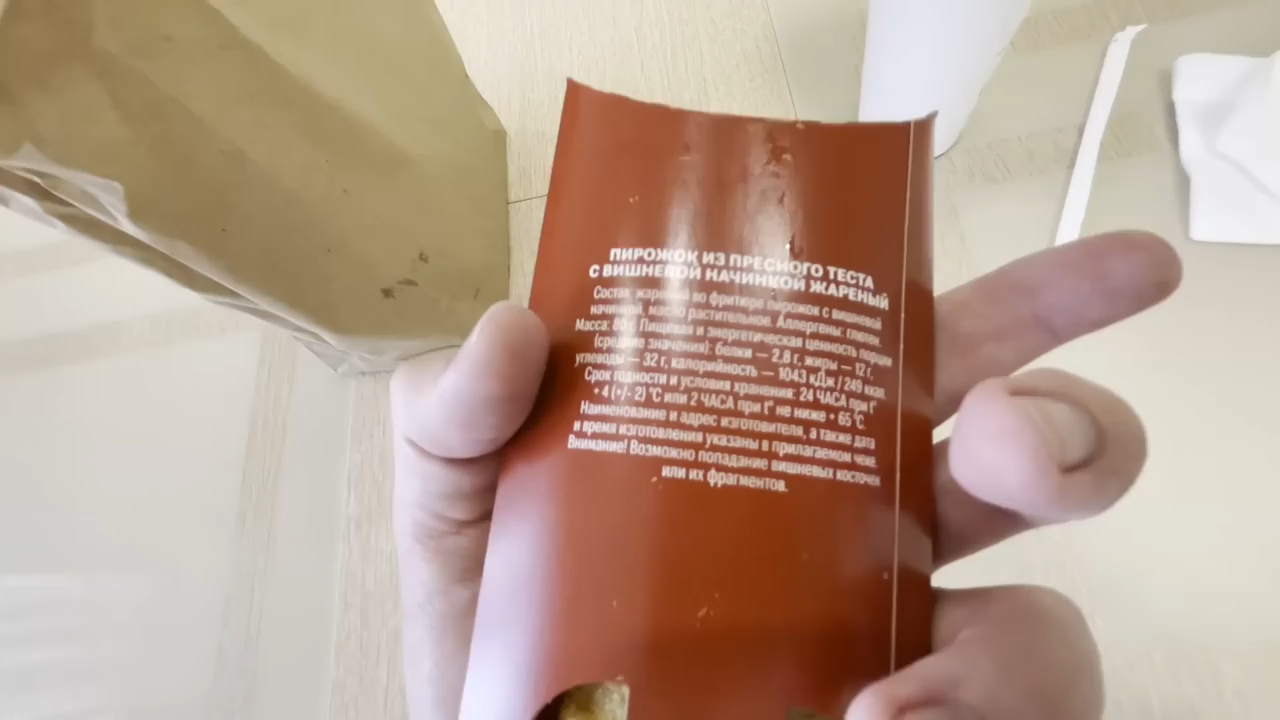 ПИРОЖОК ИЗ ПРЕСНОГО ТЕСТА
С ВИШНЕВОЙ НАЧИНКОЙ ЖАРЕНЫЙ
Состав: жареный во фритюре пирожок с вишневой
начинкой, масло растительное. Аллергены: глютен.
Масса: 80 г. Пищевая и энергетическая ценность порции
(средние значения): белки — 2,8 г, жиры — 12 г,
углеводы — 32 г, калорийность — 1043 кДж / 249 ккал.
Срок годности и условия хранения: 24 ЧАСА при t°
+ 4 (+/- 2) °C или 2 ЧАСА при t° не ниже + 65 °C.
Наименование и адрес изготовителя, а также дата
и время изготовления указаны в прилагаемом чеке.
Внимание! Возможно попадание вишневых косточек
или их фрагментов.